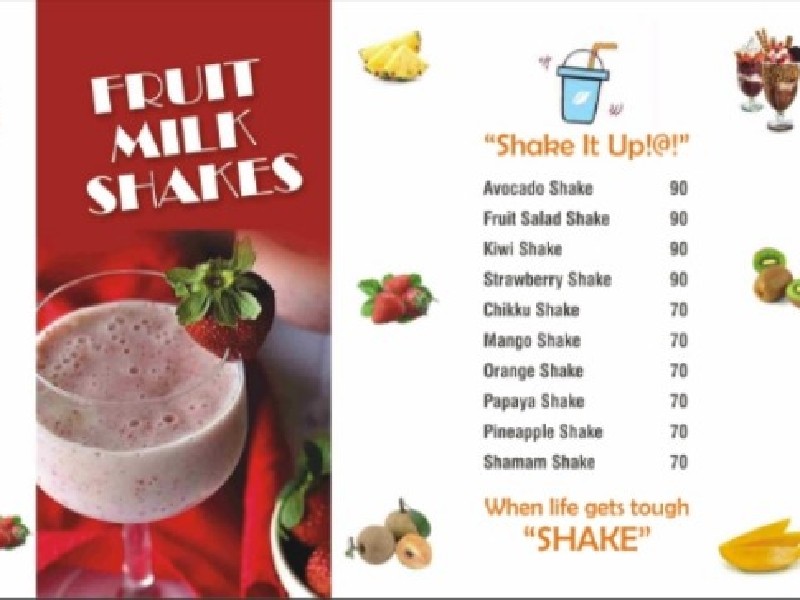 FRUIT
MILK
SHAKES
“Shake It Up!@!”
Avocado Shake 90
Fruit Salad Shake 90
Kiwi Shake 90
Strawberry Shake 90
Chikku Shake 70
Mango Shake 70
Orange Shake 70
Papaya Shake 70
Pineapple Shake 70
Shamam Shake 70
When life gets tough
“SHAKE”